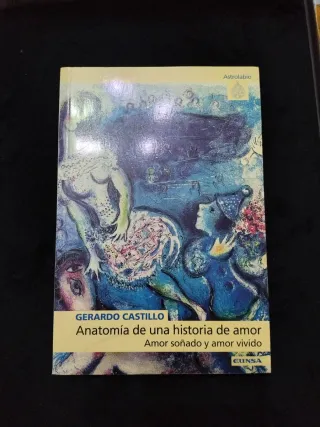 Astrolabio
GERARDO CASTILLO
Anatomía de una historia de amor
Amor soñado y amor vivido
EUNSA